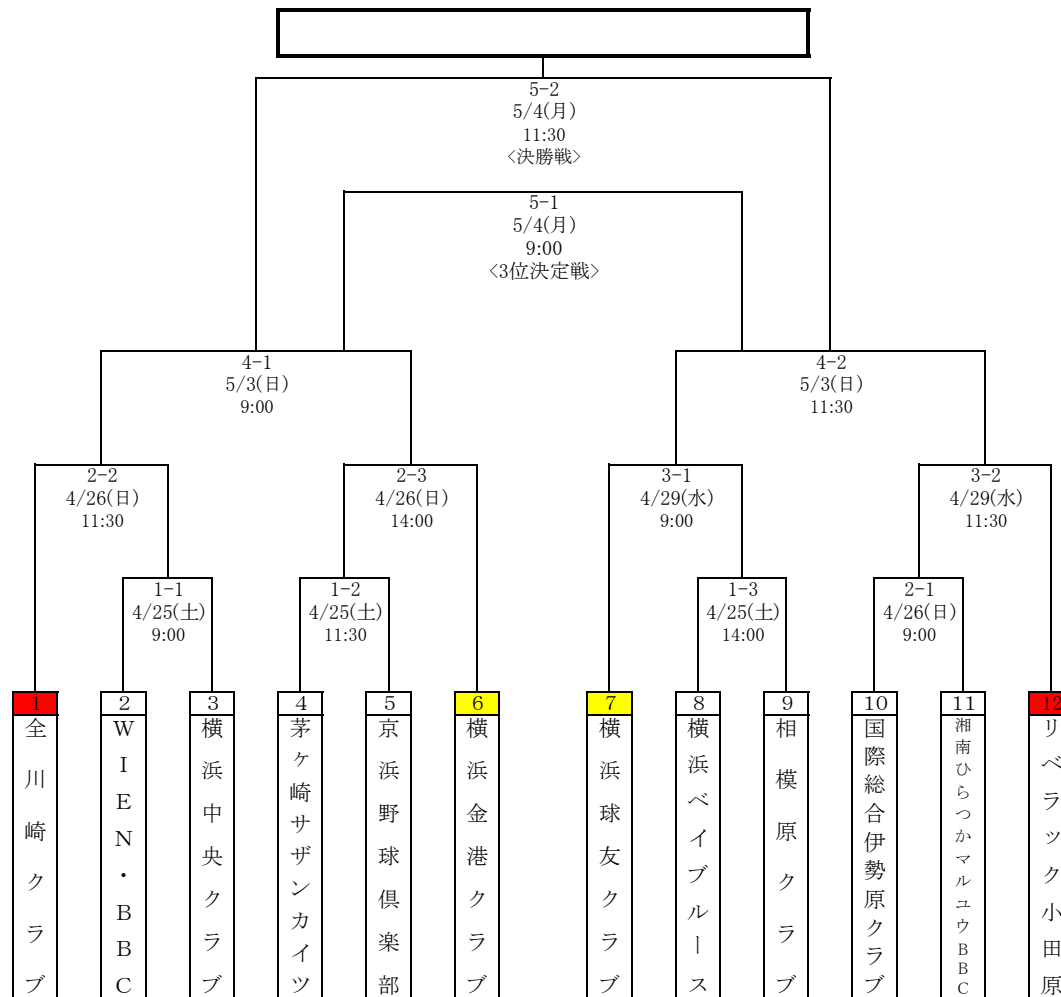 5-2
5/4(月)
11:30
<決勝戦>
5-1
5/4(月)
9:00
<3位決定戦>
4-1
5/3(日)
9:00
4-2
5/3(日)
11:30
2-2
4/26(日)
11:30
2-3
4/26(日)
14:00
3-1
4/29(水)
9:00
3-2
4/29(水)
11:30
1-1
4/25(土)
9:00
1-2
4/25(土)
11:30
1-3
4/25(土)
14:00
2-1
4/26(日)
9:00
1
全川崎クラブ
2
WIEN・BBC
3
横浜中央クラブ
4
茅ヶ崎サザンカイツ
5
京浜野球倶楽部
6
横浜金港クラブ
7
横浜球友クラブ
8
横浜ベイブルース
9
相模原クラブ
10
国際総合伊勢原クラブ
11
湘南ひらつかマルユウBBC
12
リベラック小田原